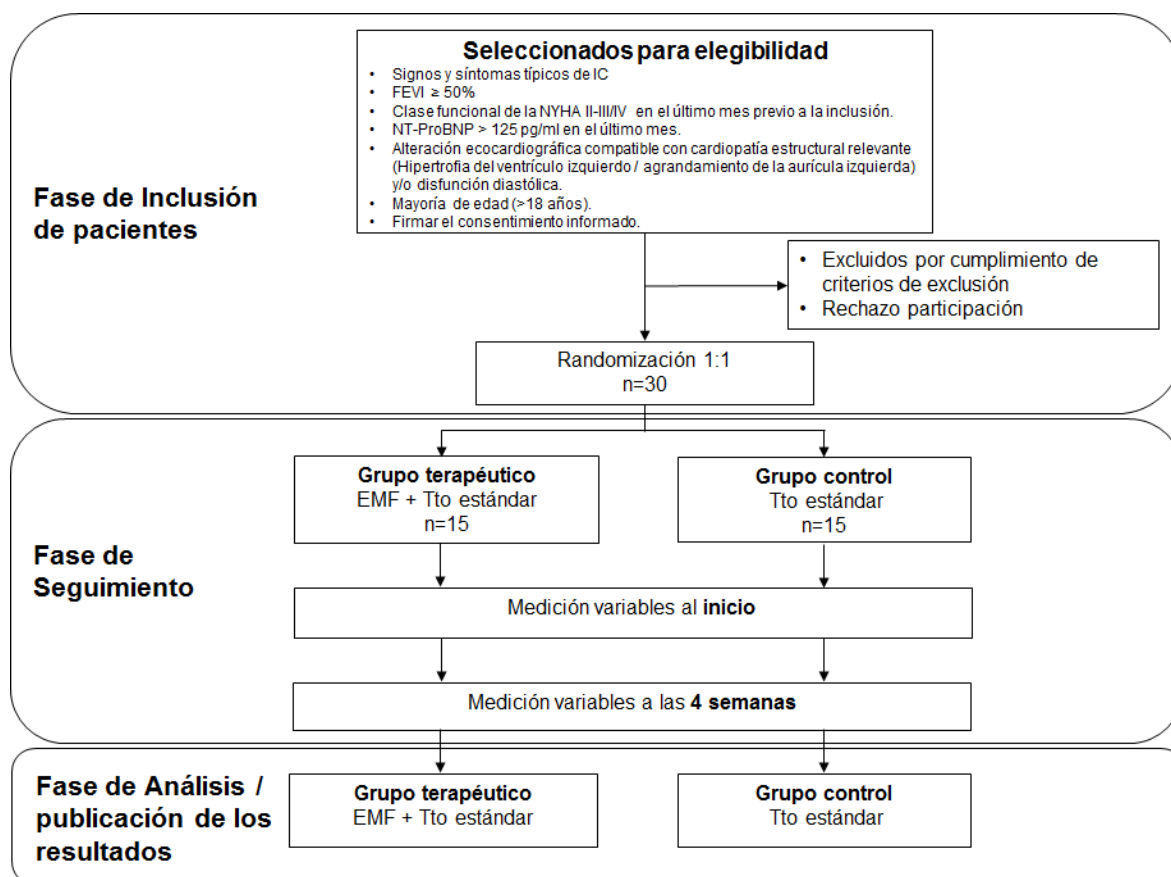 Seleccionados para elegibilidad
• Signos y síntomas típicos de IC
• FEVI ≥ 50%
• Clase funcional de la NYHA II-III/IV en el último mes previo a la inclusión.
• NT-ProBNP > 125 pg/ml en el último mes.
• Alteración ecocardiográfica compatible con cardiopatía estructural relevante
(Hipertrofia del ventrículo izquierdo / agrandamiento de la aurícula izquierda)
y/o disfunción diastólica.
• Mayoría de edad (>18 años).
• Firmar el consentimiento informado.
Fase de Inclusión
de pacientes
• Excluidos por cumplimiento de
criterios de exclusión
• Rechazo participación
Randomización 1:1
n=30
Grupo terapéutico
EMF + Tto estándar
n=15
Grupo control
Tto estándar
n=15
Fase de
Seguimiento
Medición variables al inicio
Medición variables a las 4 semanas
Fase de Análisis /
publicación de los
resultados
Grupo terapéutico
EMF + Tto estándar
Grupo control
Tto estándar